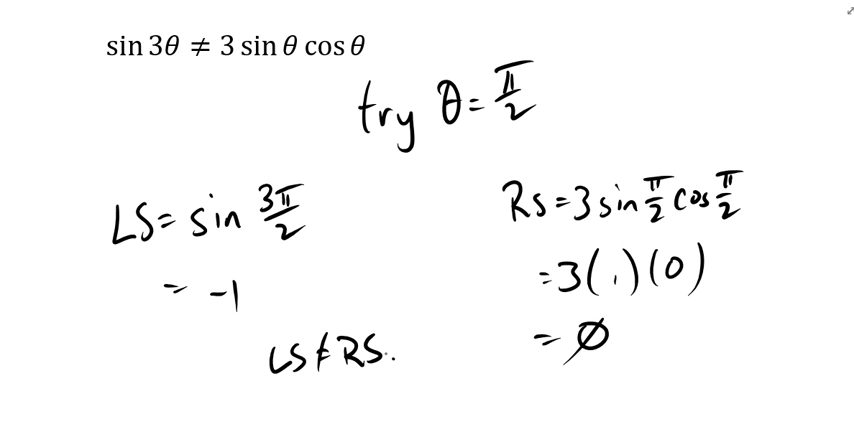 sin 3θ ≠ 3 sin θ cos θ
try θ = π/2
LS = sin 3π/2
= -1
RS = 3 sin π/2 cos π/2
= 3(1)(0)
= 0
LS ≠ RS.